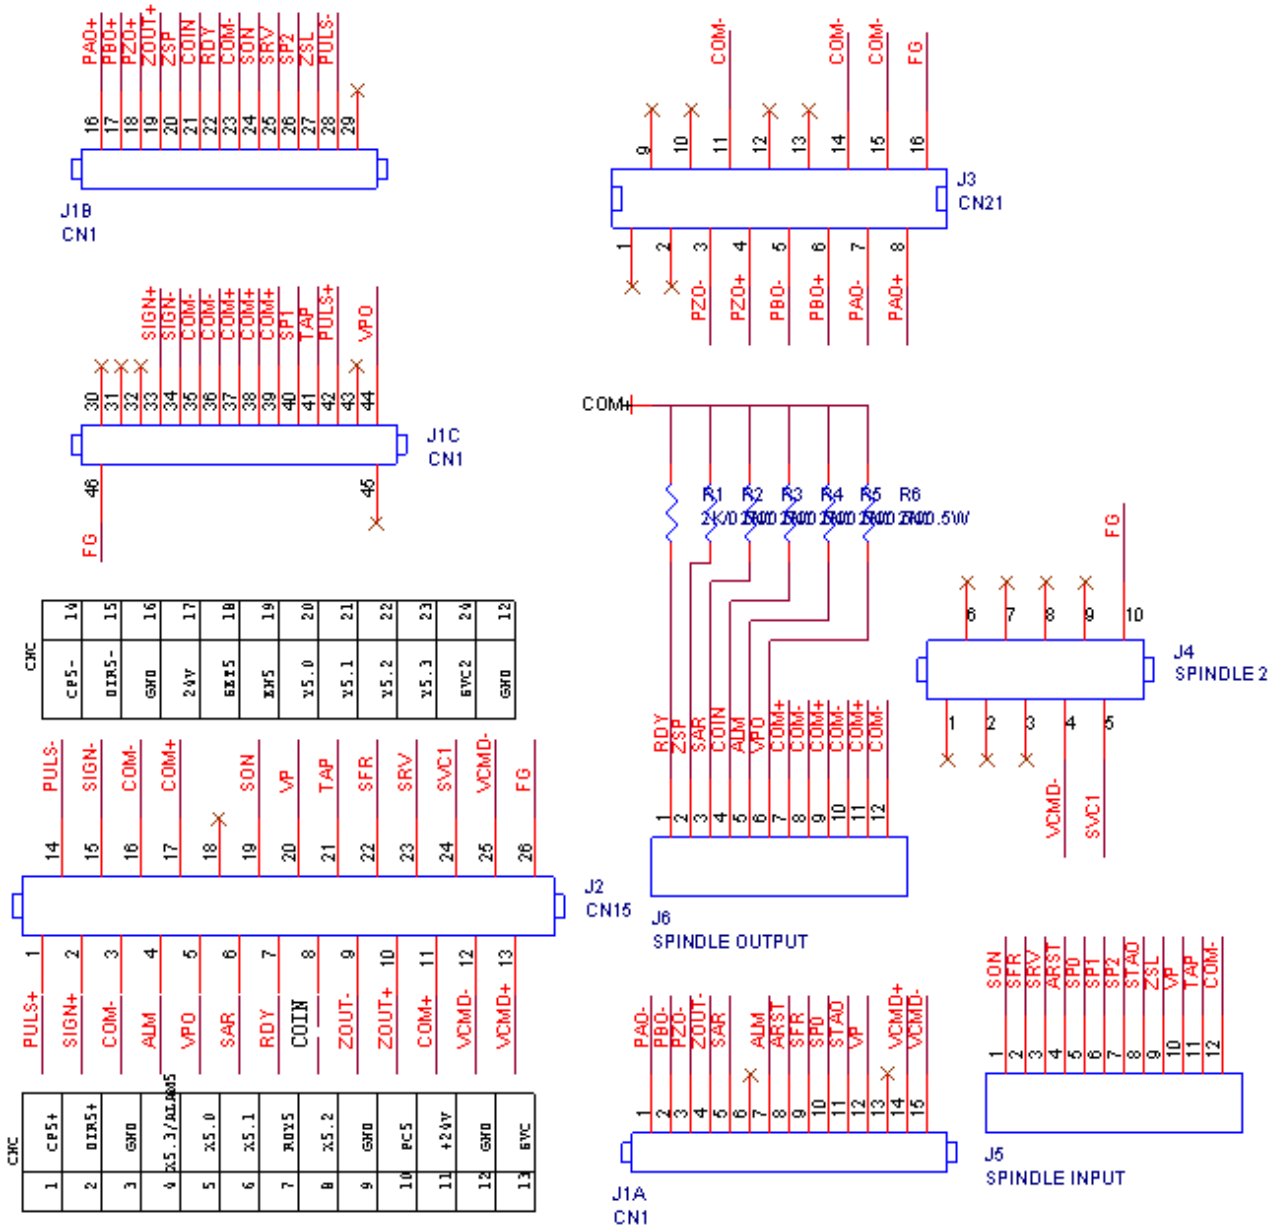 PAO+ PBO+ PZO+ ZOUT+ ZSP COIN RDY COM- SON SRV SP2 ZSL PULS-
16 17 18 19 20 21 22 23 24 25 26 27 28 29
J1B
CN1
COM- COM- COM- FG
9 10 11 12 13 14 15 16
J3
CN21
1 2 3 4 5 6 7 8
PZO- PZO+ PBO- PBO+ PAO- PAO+
SIGN+ SIGN- COM- COM- COM+ COM+ COM+ SP1 TAP PULS+ VPO
30 31 32 33 34 35 36 37 38 39 40 41 42 43 44
J1C
CN1
46 45
FG
COM+
R1 R2 R3 R4 R5 R6
RDY ZSP SAR COIN ALM VPO COM+ COM- COM+ COM- COM+ COM-
1 2 3 4 5 6 7 8 9 10 11 12
J6
SPINDLE OUTPUT
FG
6 7 8 9 10
J4
SPINDLE 2
1 2 3 4 5
VCMD- SVC1
CNC
14 15 16 17 18 19 20 21 22 23 24 12
CP5- DIR5- GND 24V Y5.0 Y5.1 Y5.2 Y5.3 GND
PULS- SIGN- COM- COM+ SON VP TAP SFR SRV SVC1 VCMD- FG
14 15 16 17 18 19 20 21 22 23 24 25 26
J2
CN15
1 2 3 4 5 6 7 8 9 10 11 12 13
PULS+ SIGN+ COM- ALM VPO SAR RDY COIN ZOUT- ZOUT+ COM+ VCMD- VCMD+
CNC
CP5+ DIR5+ GND X5.0 X5.1 RDY5 X5.2 GND PC5 +24V GND
1 2 3 4 5 6 7 8 9 10 11 12 13
PAO- PBO- PZO- ZOUT- SAR ALM ARST SFR SP0 STAO VP VCMD+ VCMD-
1 2 3 4 5 6 7 8 9 10 11 12 13 14 15
J1A
CN1
SON SFR SRV ARST SP0 SP1 SP2 STAO ZSL VP TAP COM-
1 2 3 4 5 6 7 8 9 10 11 12
J5
SPINDLE INPUT